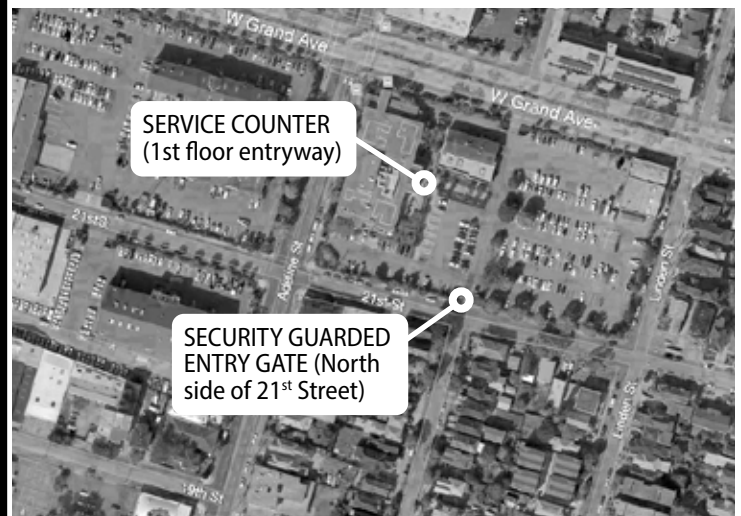 W Grand Ave
W Grand Ave
SERVICE COUNTER
(1st floor entryway)
21st S
Adeline St
21st St
Linden St
SECURITY GUARDED
ENTRY GATE (North
side of 21st Street)
Linden St
19th St